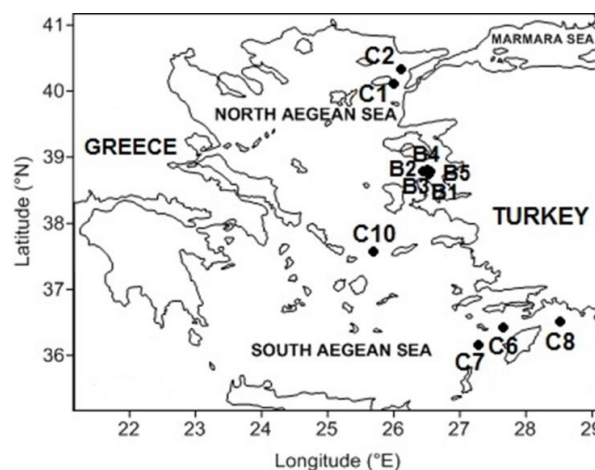 41
40
39
38
37
36
Latitude (°N)
MARMARA SEA
C2
C1
NORTH AEGEAN SEA
GREECE
B4
B2
B5
B3
B1
TURKEY
C10
SOUTH AEGEAN SEA
C7
C6
C8
22 23 24 25 26 27 28 29
Longitude (°E)